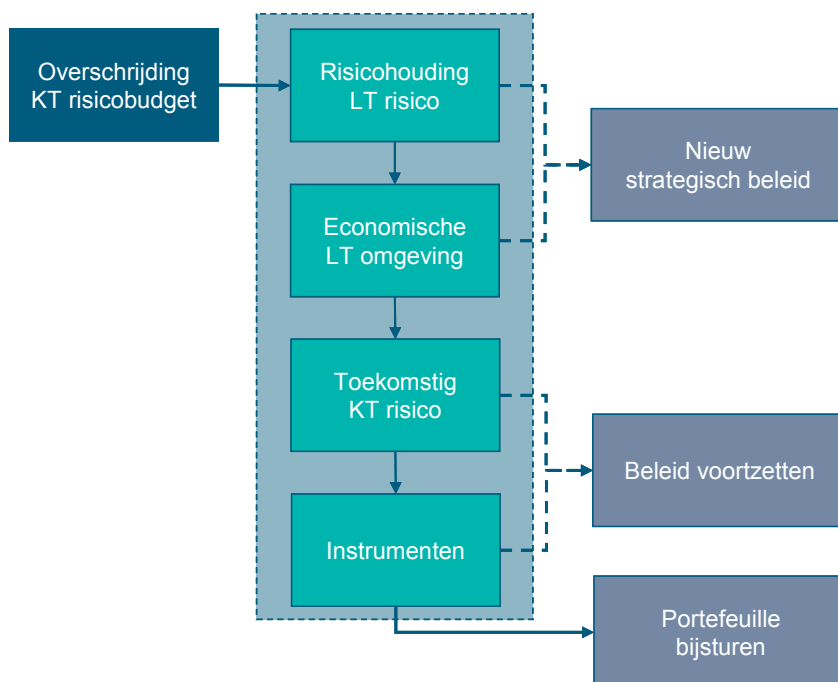 Overschrijding
KT risicobudget
Risicohouding
LT risico
Nieuw
strategisch beleid
Economische
LT omgeving
Toekomstig
KT risico
Beleid voortzetten
Instrumenten
Portefeuille
bijsturen